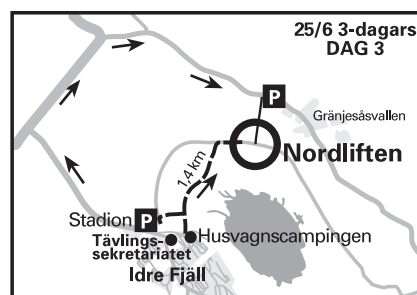 25/6 3-dagars
DAG 3
P
Gränjesåsvallen
Nordliften
1,4 km
Stadion P
Husvagnscampingen
Tävlings-
sekretariatet
Idre Fjäll